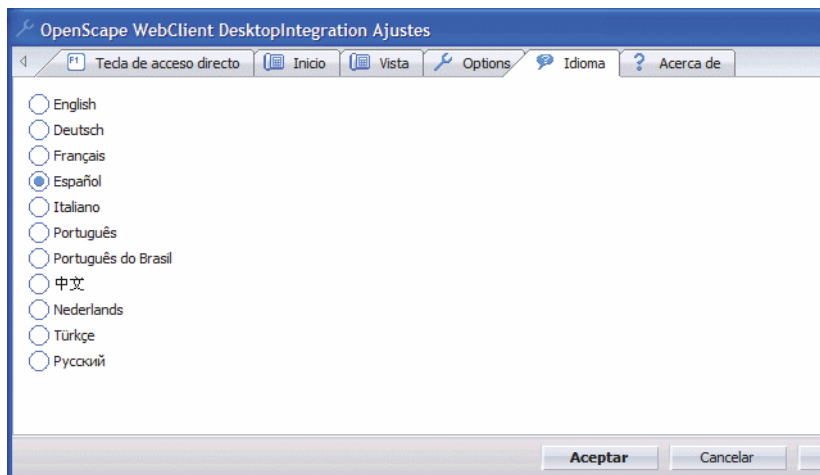 OpenScape WebClient DesktopIntegration Ajustes
F1 Tecla de acceso directo Inicio Vista Options Idioma ? Acerca de
English
Deutsch
Français
Español
Italiano
Português
Português do Brasil
中文
Nederlands
Türkçe
Русский
Aceptar Cancelar